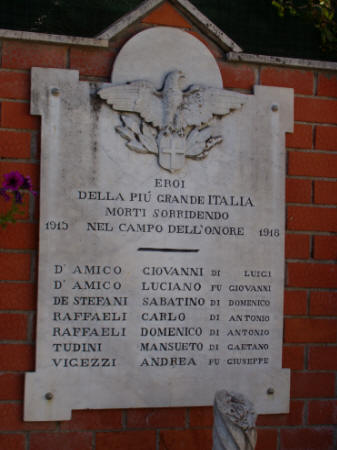 EROI
DELLA PIÚ GRANDE ITALIA
MORTI SORRIDENDO
1915 NEL CAMPO DELL'ONORE 1918
D'AMICO GIOVANNI DI LUIGI
D'AMICO LUCIANO FU GIOVANNI
DE STEFANI SABATINO DI DOMENICO
RAFFAELI CARLO DI ANTONIO
RAFFAELI DOMENICO DI ANTONIO
TUDINI MANSUETO DI GAETANO
VIGEZZI ANDREA FU GIUSEPPE